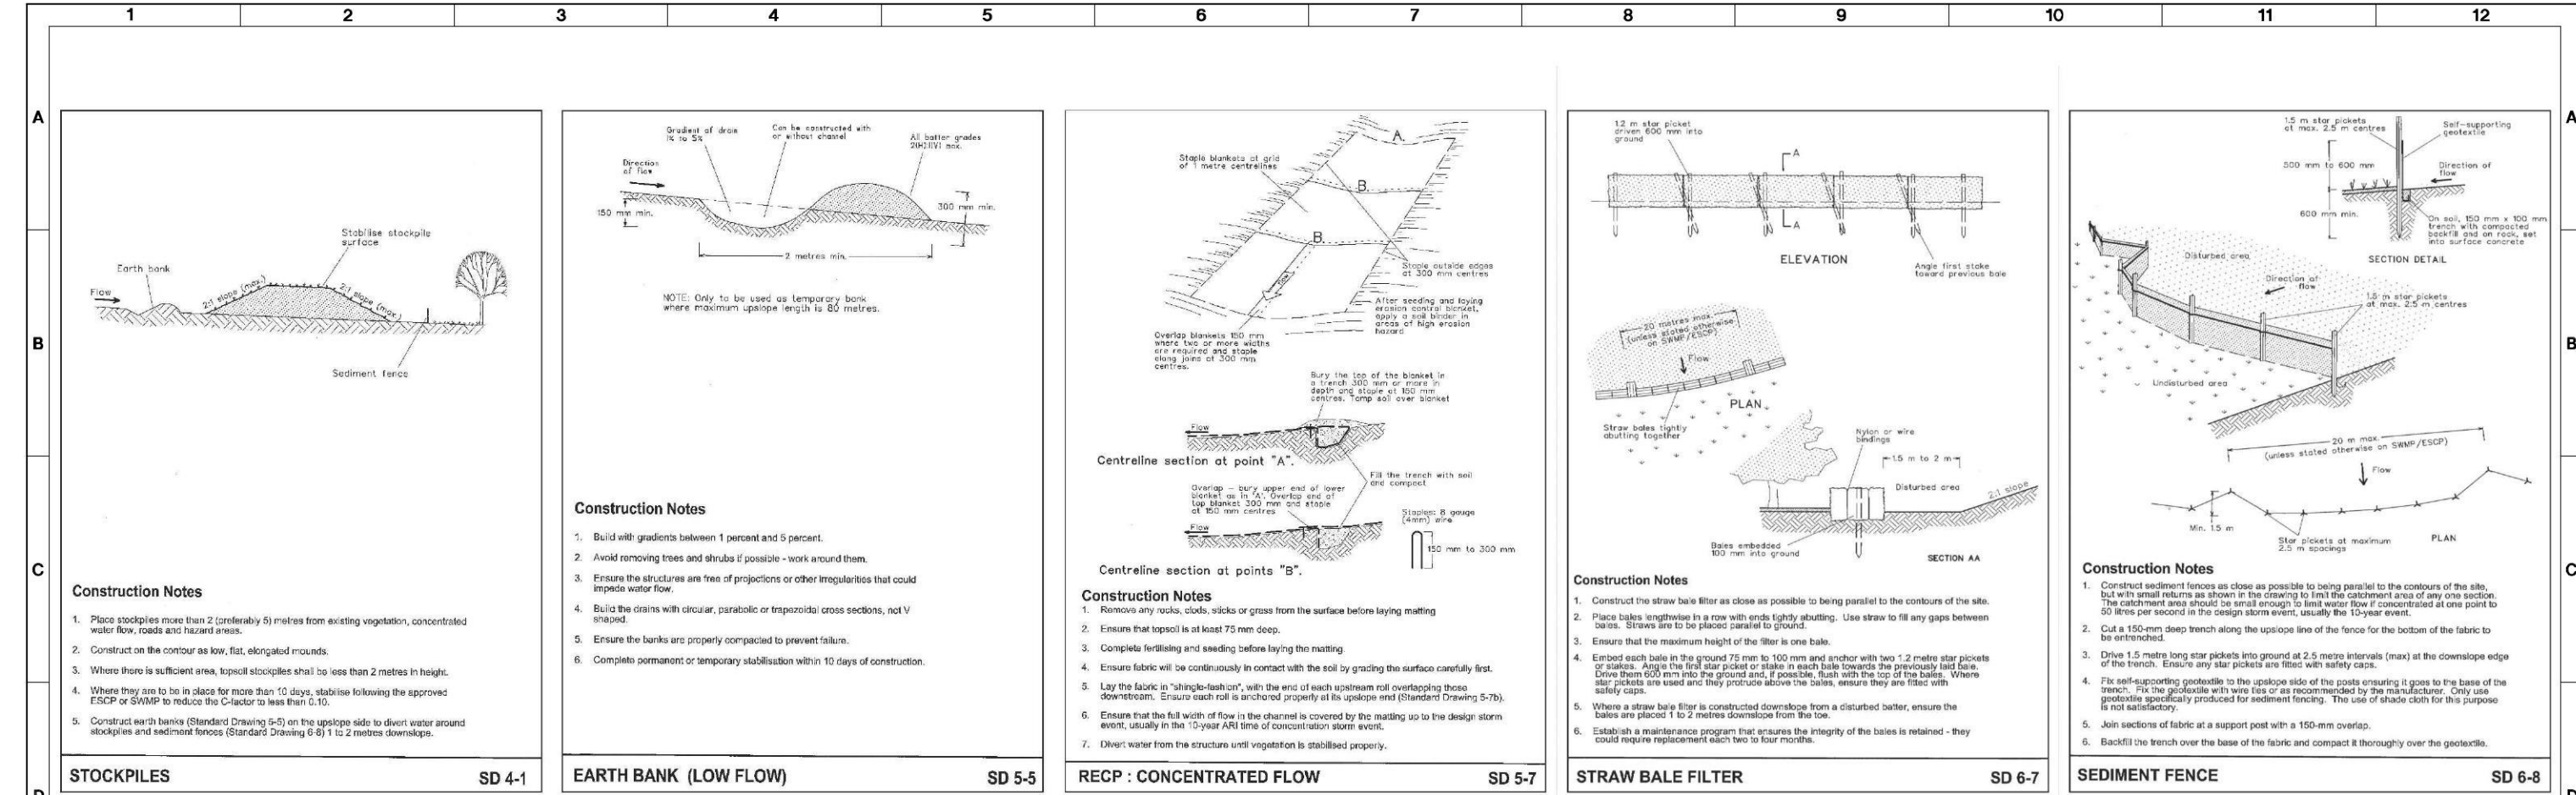 1 2 3 4 5 6 7 8 9 10 11 12
A
B
C
D
A
B
C
D
Stabilise stockpile
surface
Earth bank
Flow
2:1 slope (max.)
2:1 slope (max.)
Sediment fence
Construction Notes
1. Place stockpiles more than 2 (preferably 5) metres from existing vegetation, concentrated
water flow, roads and hazard areas.
2. Construct on the contour as low, flat, elongated mounds.
3. Where there is sufficient area, topsoil stockpiles shall be less than 2 metres in height.
4. Where they are to be in place for more than 10 days, stabilise following the approved
ESCP or SWMP to reduce the C-factor to less than 0.10.
5. Construct earth banks (Standard Drawing 5-5) on the upslope side to divert water around
stockpiles and sediment fences (Standard Drawing 6-8) 1 to 2 metres downslope.
STOCKPILES SD 4-1
Gradient of drain
1% to 5%
Can be constructed with
or without channel
All batter grades
2(H):1(V) max.
Direction
of flow
150 mm min.
300 mm min.
2 metres min.
NOTE: Only to be used as temporary bank
where maximum upslope length is 80 metres.
Construction Notes
1. Build with gradients between 1 percent and 5 percent.
2. Avoid removing trees and shrubs if possible - work around them.
3. Ensure the structures are free of projections or other irregularities that could
impede water flow.
4. Build the drains with circular, parabolic or trapezoidal cross sections, not V
shaped.
5. Ensure the banks are properly compacted to prevent failure.
6. Complete permanent or temporary stabilisation within 10 days of construction.
EARTH BANK (LOW FLOW) SD 5-5
A.
Staple blankets at grid
of 1 metre centrelines
B.
B.
Staple outside edges
at 300 mm centres
After seeding and laying
erosion control blanket,
apply a soil binder in
areas of high erosion
hazard
Overlap blankets 150 mm
where two or more widths
are required and staple
along joins at 300 mm
centres.
Bury the top of the blanket in
a trench 300 mm or more in
depth and staple at 150 mm
centres. Tamp soil over blanket
Flow
Centreline section at point "A".
Fill the trench with soil
and compact
Overlap – bury upper end of lower
blanket as in 'A'. Overlap end of
top blanket 300 mm and staple
at 150 mm centres
Staples: 8 gauge
(4mm) wire
Flow
150 mm to 300 mm
Centreline section at points "B".
Construction Notes
1. Remove any rocks, clods, sticks or grass from the surface before laying matting
2. Ensure that topsoil is at least 75 mm deep.
3. Complete fertilising and seeding before laying the matting.
4. Ensure fabric will be continuously in contact with the soil by grading the surface carefully first.
5. Lay the fabric in "shingle-fashion", with the end of each upstream roll overlapping those
downstream. Ensure each roll is anchored properly at its upslope end (Standard Drawing 5-7b).
6. Ensure that the full width of flow in the channel is covered by the matting up to the design storm
event, usually in the 10-year ARI time of concentration storm event.
7. Divert water from the structure until vegetation is stabilised properly.
RECP : CONCENTRATED FLOW SD 5-7
1.2 m star picket
driven 600 mm into
ground
A
A
ELEVATION
Angle first stake
toward previous bale
20 metres max.
(unless stated otherwise
on SWMP/ESCP)
Flow
PLAN
Straw bales tightly
abutting together
Nylon or wire
bindings
1.5 m to 2 m
Disturbed area
2:1 slope
Bales embedded
100 mm into ground
SECTION AA
Construction Notes
1. Construct the straw bale filter as close as possible to being parallel to the contours of the site.
2. Place bales lengthwise in a row with ends tightly abutting. Use straw to fill any gaps between
bales. Straws are to be placed parallel to ground.
3. Ensure that the maximum height of the filter is one bale.
4. Embed each bale in the ground 75 mm to 100 mm and anchor with two 1.2 metre star pickets
or stakes. Angle the first star picket or stake in each bale towards the previously laid bale.
Drive them 600 mm into the ground and, if possible, flush with the top of the bales. Where
star pickets are used and they protrude above the bales, ensure they are fitted with
safety caps.
5. Where a straw bale filter is constructed downslope from a disturbed batter, ensure the
bales are placed 1 to 2 metres downslope from the toe.
6. Establish a maintenance program that ensures the integrity of the bales is retained - they
could require replacement each two to four months.
STRAW BALE FILTER SD 6-7
1.5 m star pickets
at max. 2.5 m centres
Self-supporting
geotextile
500 mm to 600 mm
Direction of
flow
600 mm min.
On soil, 150 mm x 100 mm
trench with compacted
backfill and on rock, set
into surface concrete
SECTION DETAIL
Disturbed area
Direction of
flow
1.5 m star pickets
at max. 2.5 m centres
Undisturbed area
20 m max.
(unless stated otherwise on SWMP/ESCP)
Flow
Min. 1.5 m
Star pickets at maximum
2.5 m spacings
PLAN
Construction Notes
1. Construct sediment fences as close as possible to being parallel to the contours of the site,
but with small returns as shown in the drawing to limit the catchment area of any one section.
The catchment area should be small enough to limit water flow if concentrated at one point to
50 litres per second in the design storm event, usually the 10-year event.
2. Cut a 150-mm deep trench along the upslope line of the fence for the bottom of the fabric to
be entrenched.
3. Drive 1.5 metre long star pickets into ground at 2.5 metre intervals (max) at the downslope edge
of the trench. Ensure any star pickets are fitted with safety caps.
4. Fix self-supporting geotextile to the upslope side of the posts ensuring it goes to the base of the
trench. Fix the geotextile with wire ties or as recommended by the manufacturer. Only use
geotextile specifically produced for sediment fencing. The use of shade cloth for this purpose
is not satisfactory.
5. Join sections of fabric at a support post with a 150-mm overlap.
6. Backfill the trench over the base of the fabric and compact it thoroughly over the geotextile.
SEDIMENT FENCE SD 6-8